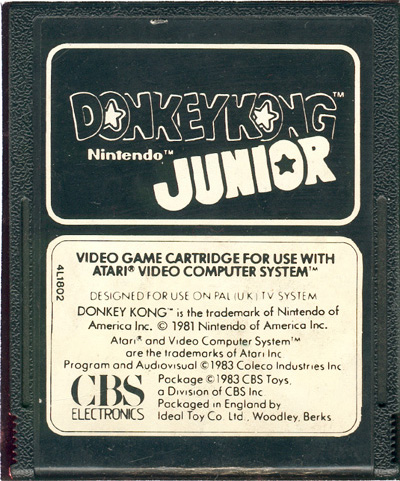 DONKEY KONG™
Nintendo™
JUNIOR
VIDEO GAME CARTRIDGE FOR USE WITH
ATARI® VIDEO COMPUTER SYSTEM™
4L1802
DESIGNED FOR USE ON PAL (U.K) T.V SYSTEM
DONKEY KONG™ is the trademark of Nintendo of
America Inc. © 1981 Nintendo of America Inc.
Atari® and Video Computer System™
are the trademarks of Atari Inc
Program and Audiovisual © 1983 Coleco Industries Inc
CBS
ELECTRONICS
Package © 1983 CBS Toys,
a Division of CBS Inc
Packaged in England by
Ideal Toy Co. Ltd., Woodley, Berks